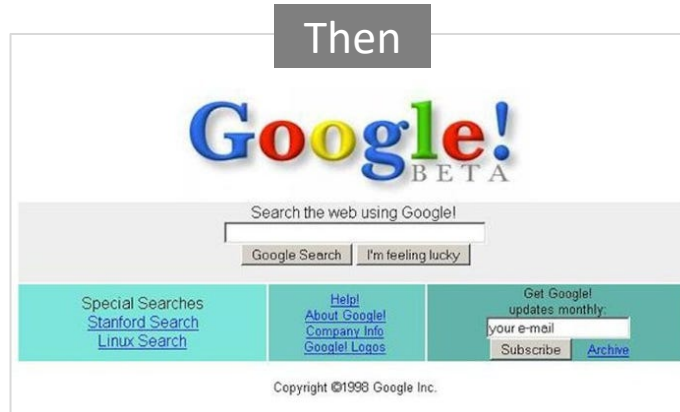 Then
Google!
BETA
Search the web using Google!
Google Search I'm feeling lucky
Special Searches
Stanford Search
Linux Search
Help!
About Google!
Company Info
Google! Logos
Get Google!
updates monthly:
your e-mail
Subscribe Archive
Copyright ©1998 Google Inc.